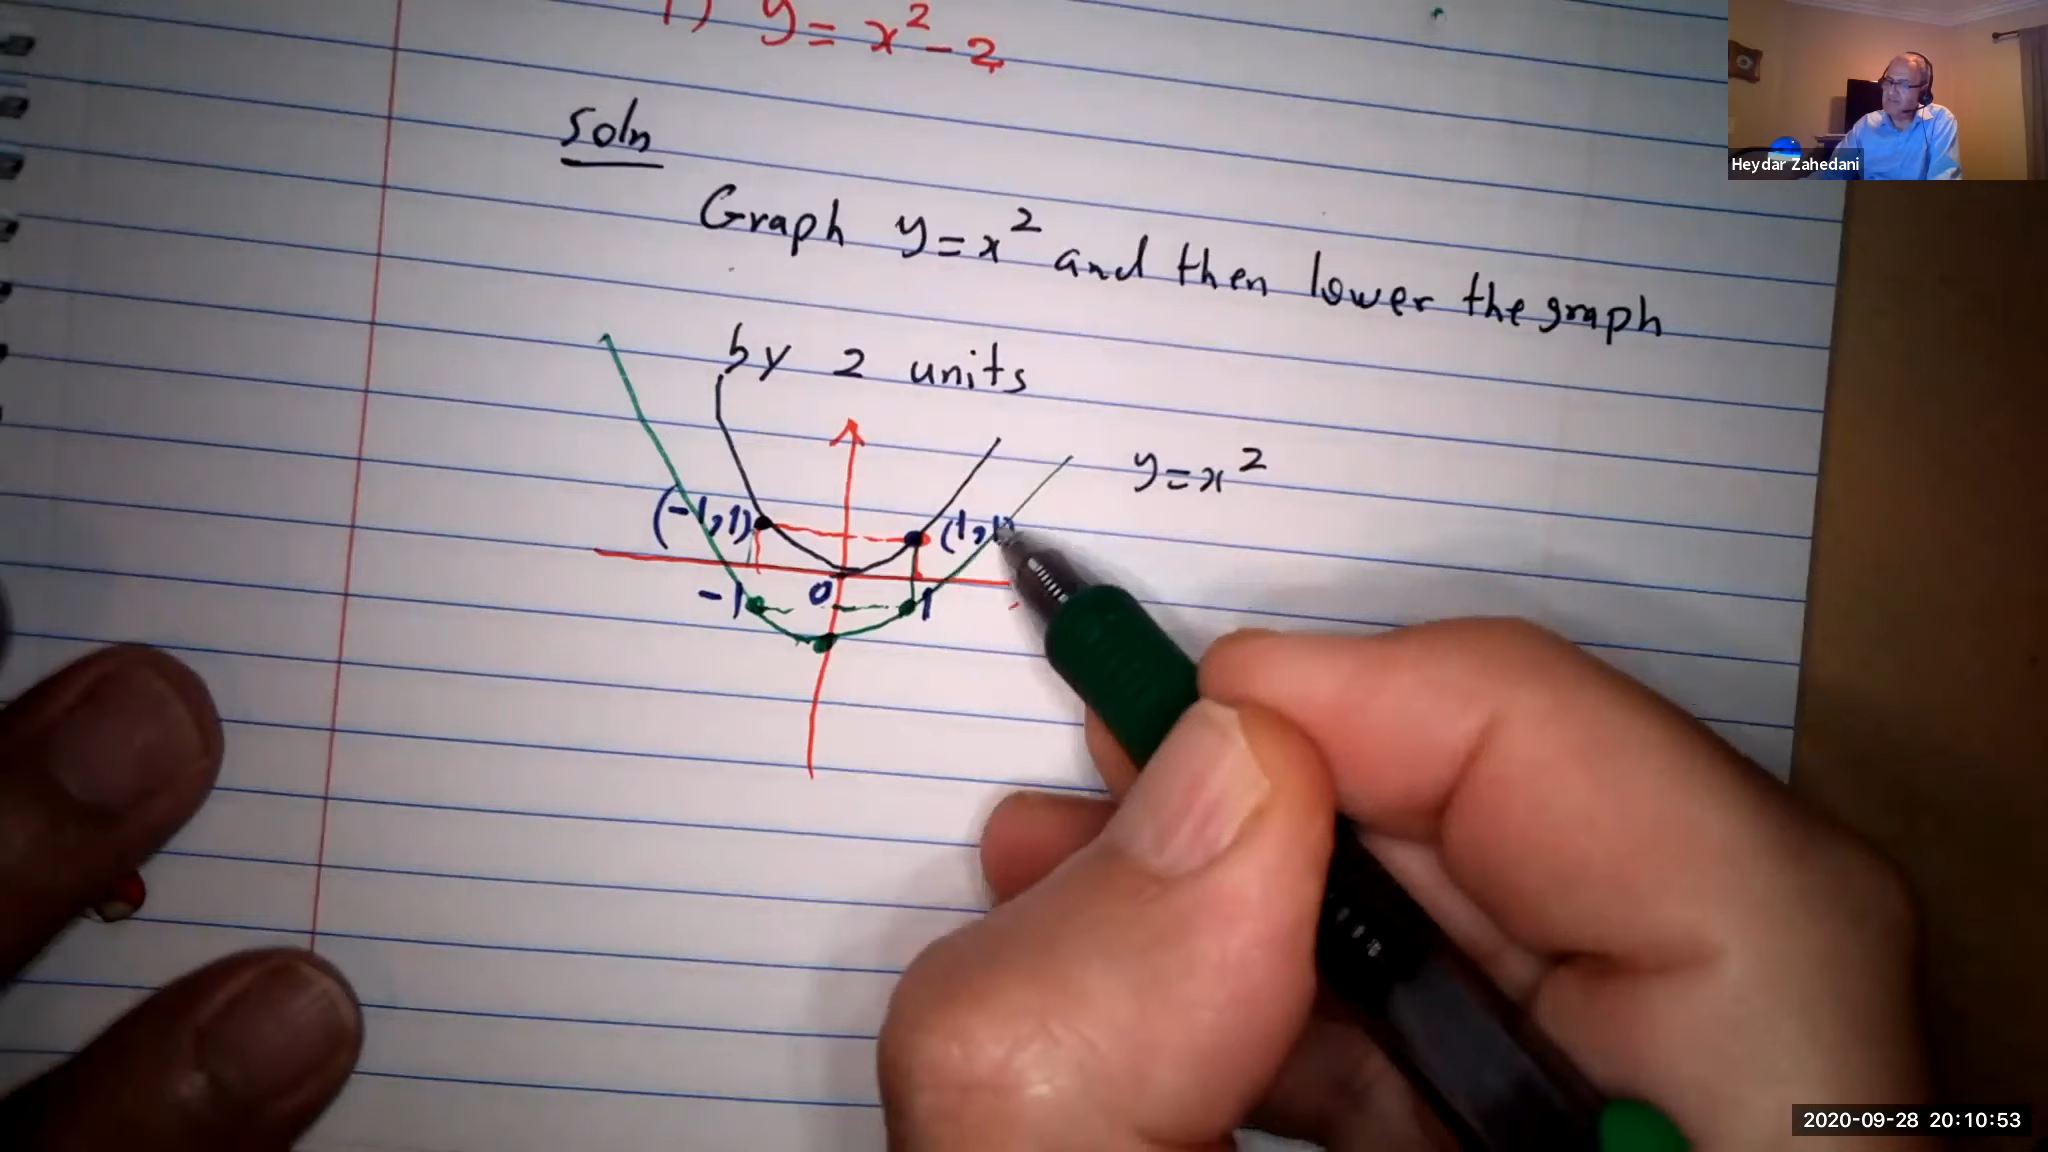 1) y = x² - 2
Heydar Zahedani
Soln
Graph y = x² and then lower the graph
by 2 units
y = x²
(-1,1) (1,1)
-1 0 1
2020-09-28 20:10:53